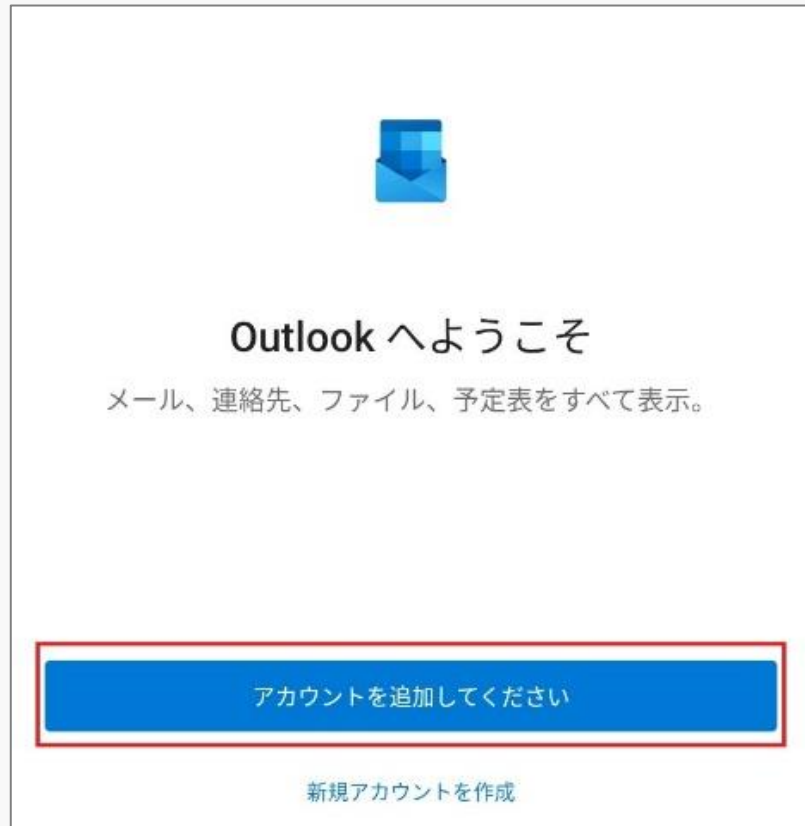 Outlook へようこそ
メール、連絡先、ファイル、予定表をすべて表示。
アカウントを追加してください
新規アカウントを作成